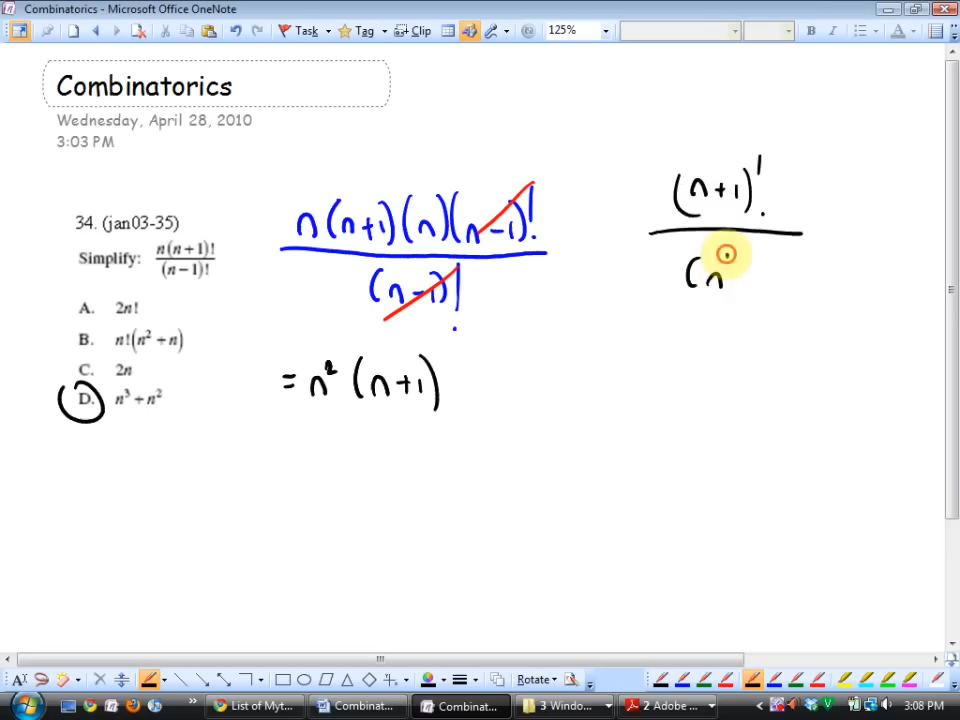 Combinatorics - Microsoft Office OneNote
Task Tag Clip 125% B I A
Combinatorics
Wednesday, April 28, 2010
3:03 PM
34. (jan03-35)
Simplify: n(n+1)! / (n−1)!
A. 2n!
B. n!(n² + n)
C. 2n
D. n³ + n²
n(n+1)(n)(n-1)! / (n-1)!
= n² (n+1)
(n+1)! / (n
Rotate
List of Myt... Combinat... Combinat... 3 Windo... 2 Adobe ... 3:08 PM